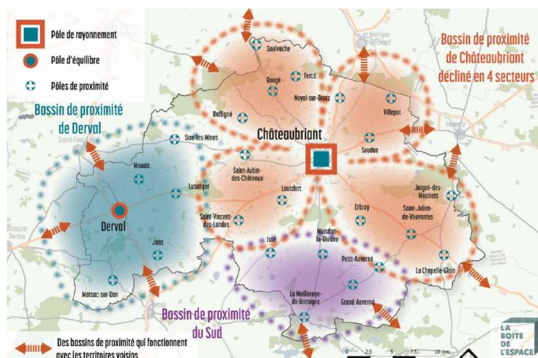 Pôle de rayonnement
Pôle d'équilibre
Pôles de proximité
Bassin de proximité
de Derval
Bassin de proximité
de Châteaubriant
décliné en 4 secteurs
Soulvache
Rougé
Fercé
Ruffigné
Noyal-sur-Brutz
Villepot
Châteaubriant
Soudan
Sion-les-Mines
Mouais
Lusanger
Derval
Jans
Marsac-sur-Don
Saint-Aubin
des-Châteaux
Louisfert
Saint-Vincent
des-Landes
Erbray
Juigné-des
Moutiers
Saint-Julien
de-Vouvantes
La Chapelle-Glain
Issé
Moisdon
la-Rivière
Petit-Auverné
Grand-Auverné
La Meilleraye
de-Bretagne
Bassin de proximité
du Sud
Des bassins de proximité qui fonctionnent
avec les territoires voisins
0
10 km
LA
BOITE
DE
L'ESPACE